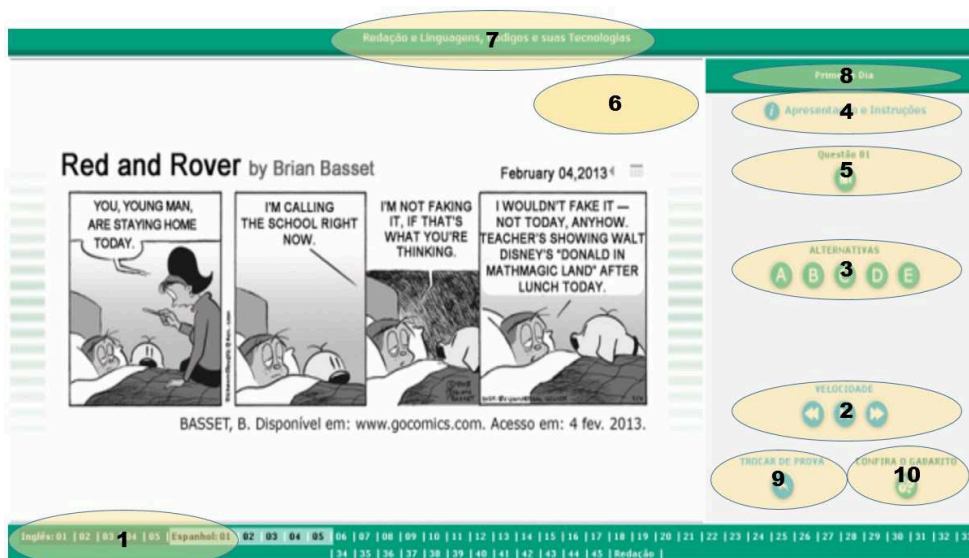 Redação e Linguagens, Códigos e suas Tecnologias
7
Primeiro Dia
8
6
Apresentação e Instruções
4
Questão 01
5
ALTERNATIVAS
A B C D E
3
VELOCIDADE
2
TROCAR DE PROVA
9
CONFIRA O GABARITO
10
Red and Rover by Brian Basset
February 04,2013
YOU, YOUNG MAN,
ARE STAYING HOME
TODAY.
I'M CALLING
THE SCHOOL RIGHT
NOW.
I'M NOT FAKING
IT, IF THAT'S
WHAT YOU'RE
THINKING.
I WOULDN'T FAKE IT —
NOT TODAY, ANYHOW.
TEACHER'S SHOWING WALT
DISNEY'S "DONALD IN
MATHMAGIC LAND" AFTER
LUNCH TODAY.
BASSET, B. Disponível em: www.gocomics.com. Acesso em: 4 fev. 2013.
1
Inglês: 01 | 02 | 03 | 04 | 05 | Espanhol: 01 02 03 04 05 06 | 07 | 08 | 09 | 10 | 11 | 12 | 13 | 14 | 15 | 16 | 17 | 18 | 19 | 20 | 21 | 22 | 23 | 24 | 25 | 26 | 27 | 28 | 29 | 30 | 31 | 32 |
| 34 | 35 | 36 | 37 | 38 | 39 | 40 | 41 | 42 | 43 | 44 | 45 | Redação |